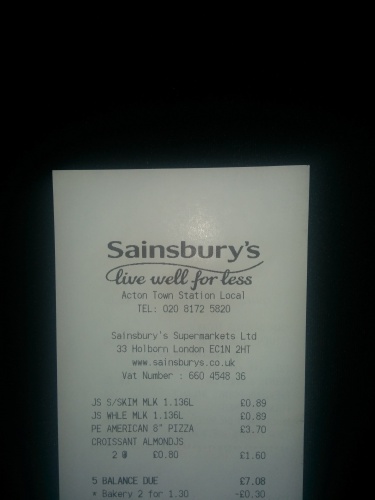 Sainsbury's
live well for less
Acton Town Station Local
TEL: 020 8172 5820
Sainsbury's Supermarkets Ltd
33 Holborn London EC1N 2HT
www.sainsburys.co.uk
Vat Number : 660 4548 36
JS S/SKIM MLK 1.136L £0.89
JS WHLE MLK 1.136L £0.89
PE AMERICAN 8" PIZZA £3.70
CROISSANT ALMONDJS
2 @ £0.80 £1.60
5 BALANCE DUE £7.08
* Bakery 2 for 1.30 -£0.30